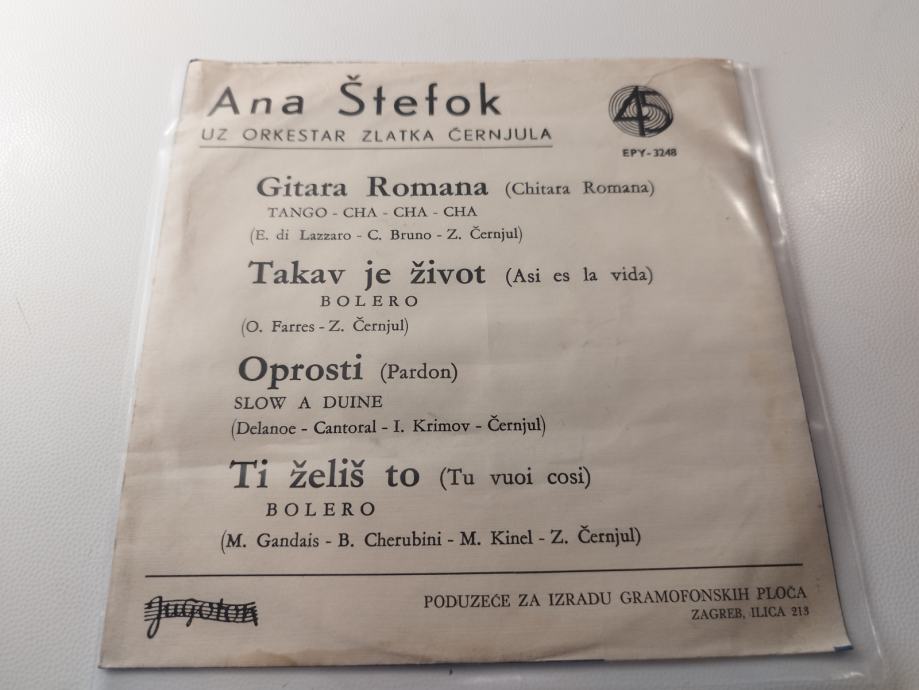 Ana Štefok
UZ ORKESTAR ZLATKA ČERNJULA
45
EPY-3248
Gitara Romana (Chitara Romana)
TANGO - CHA - CHA - CHA
(E. di Lazzaro - C. Bruno - Z. Černjul)
Takav je život (Asi es la vida)
BOLERO
(O. Farres - Z. Černjul)
Oprosti (Pardon)
SLOW A DUINE
(Delanoe - Cantoral - I. Krimov - Černjul)
Ti želiš to (Tu vuoi cosi)
BOLERO
(M. Gandais - B. Cherubini - M. Kinel - Z. Černjul)
Jugoton
PODUZEĆE ZA IZRADU GRAMOFONSKIH PLOČA
ZAGREB, ILICA 213